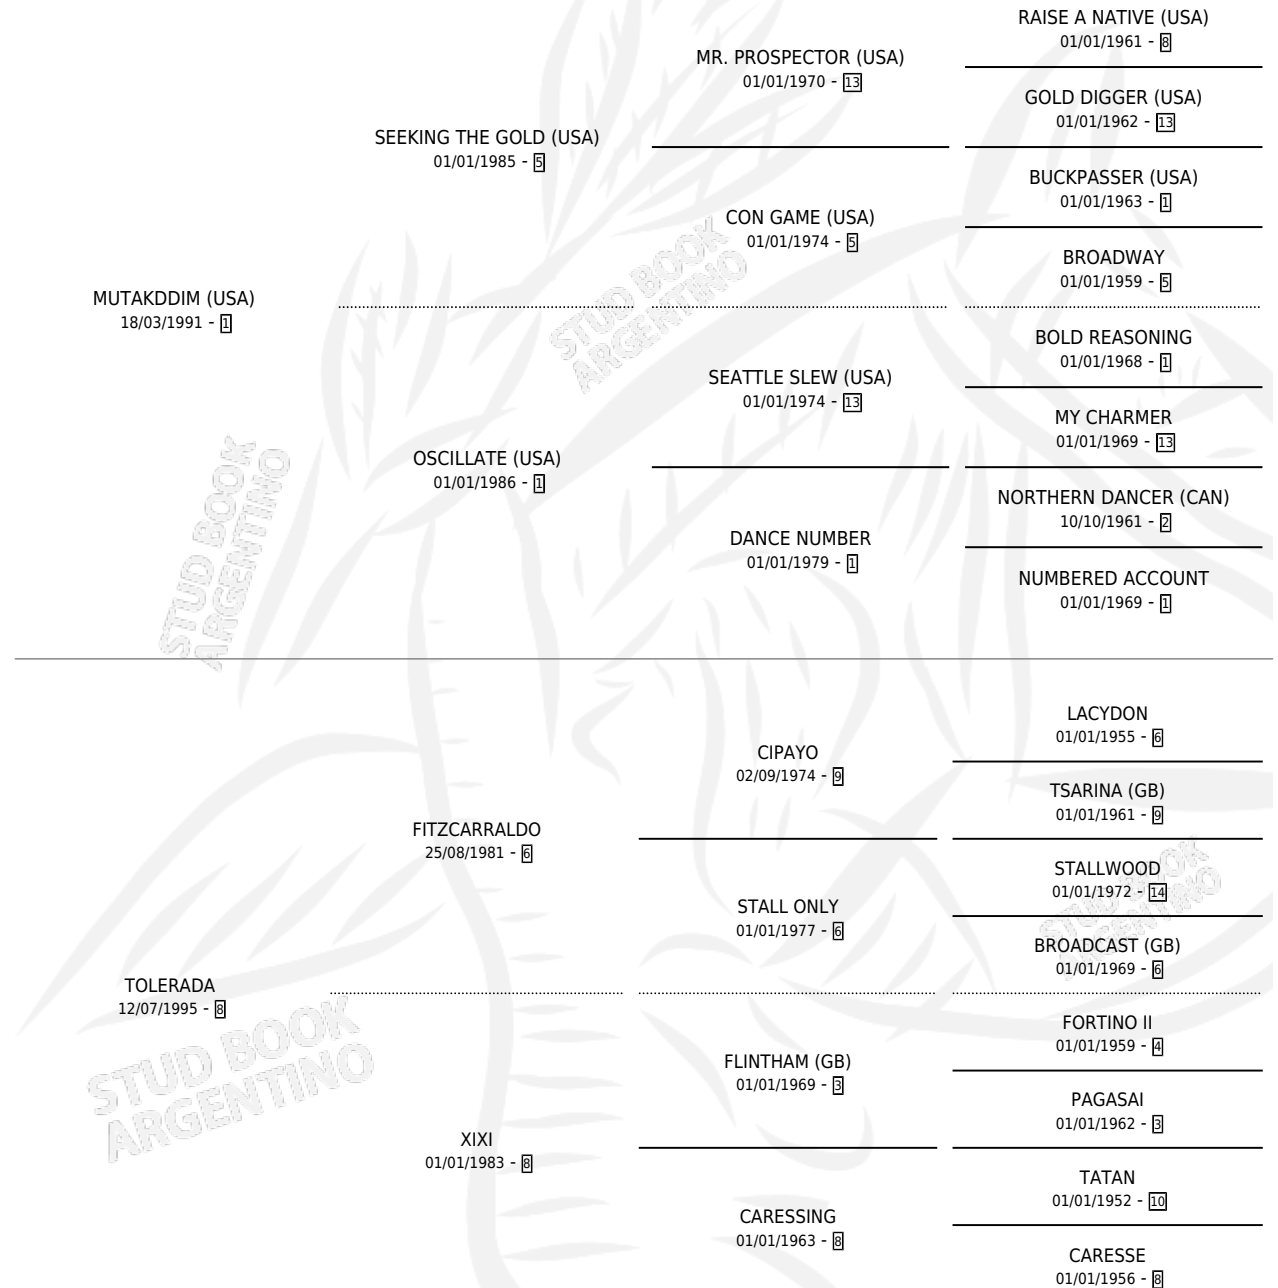 RAISE A NATIVE (USA)
01/01/1961 - 8
MR. PROSPECTOR (USA)
01/01/1970 - 13
GOLD DIGGER (USA)
01/01/1962 - 13
SEEKING THE GOLD (USA)
01/01/1985 - 5
BUCKPASSER (USA)
01/01/1963 - 1
CON GAME (USA)
01/01/1974 - 5
BROADWAY
01/01/1959 - 5
MUTAKDDIM (USA)
18/03/1991 - 1
STUD BOOK
ARGENTINO
BOLD REASONING
01/01/1968 - 1
SEATTLE SLEW (USA)
01/01/1974 - 13
MY CHARMER
01/01/1969 - 13
OSCILLATE (USA)
01/01/1986 - 1
NORTHERN DANCER (CAN)
10/10/1961 - 2
DANCE NUMBER
01/01/1979 - 1
NUMBERED ACCOUNT
01/01/1969 - 1
STUD BOOK
ARGENTINO
LACYDON
01/01/1955 - 6
CIPAYO
02/09/1974 - 9
TSARINA (GB)
01/01/1961 - 9
FITZCARRALDO
25/08/1981 - 6
STALLWOOD
01/01/1972 - 14
STALL ONLY
01/01/1977 - 6
BROADCAST (GB)
01/01/1969 - 6
STUD BOOK
ARGENTINO
TOLERADA
12/07/1995 - 8
FORTINO II
01/01/1959 - 4
FLINTHAM (GB)
01/01/1969 - 3
PAGASAI
01/01/1962 - 3
STUD BOOK
ARGENTINO
XIXI
01/01/1983 - 8
TATAN
01/01/1952 - 10
CARESSING
01/01/1963 - 8
CARESSE
01/01/1956 - 8